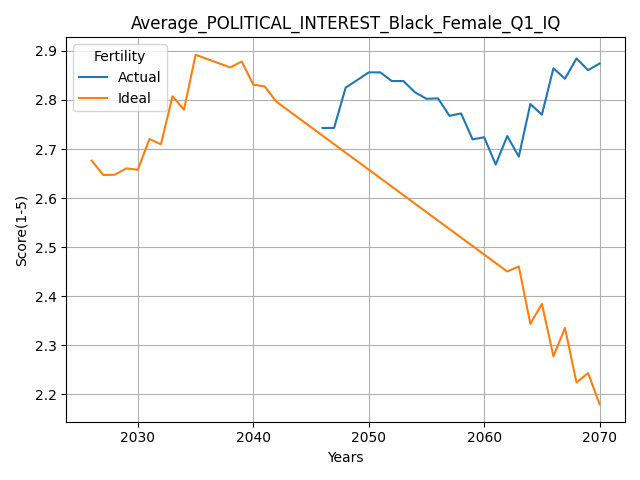 Average_POLITICAL_INTEREST_Black_Female_Q1_IQ
Fertility
Actual
Ideal
Score(1-5)
2.9
2.8
2.7
2.6
2.5
2.4
2.3
2.2
2030 2040 2050 2060 2070
Years